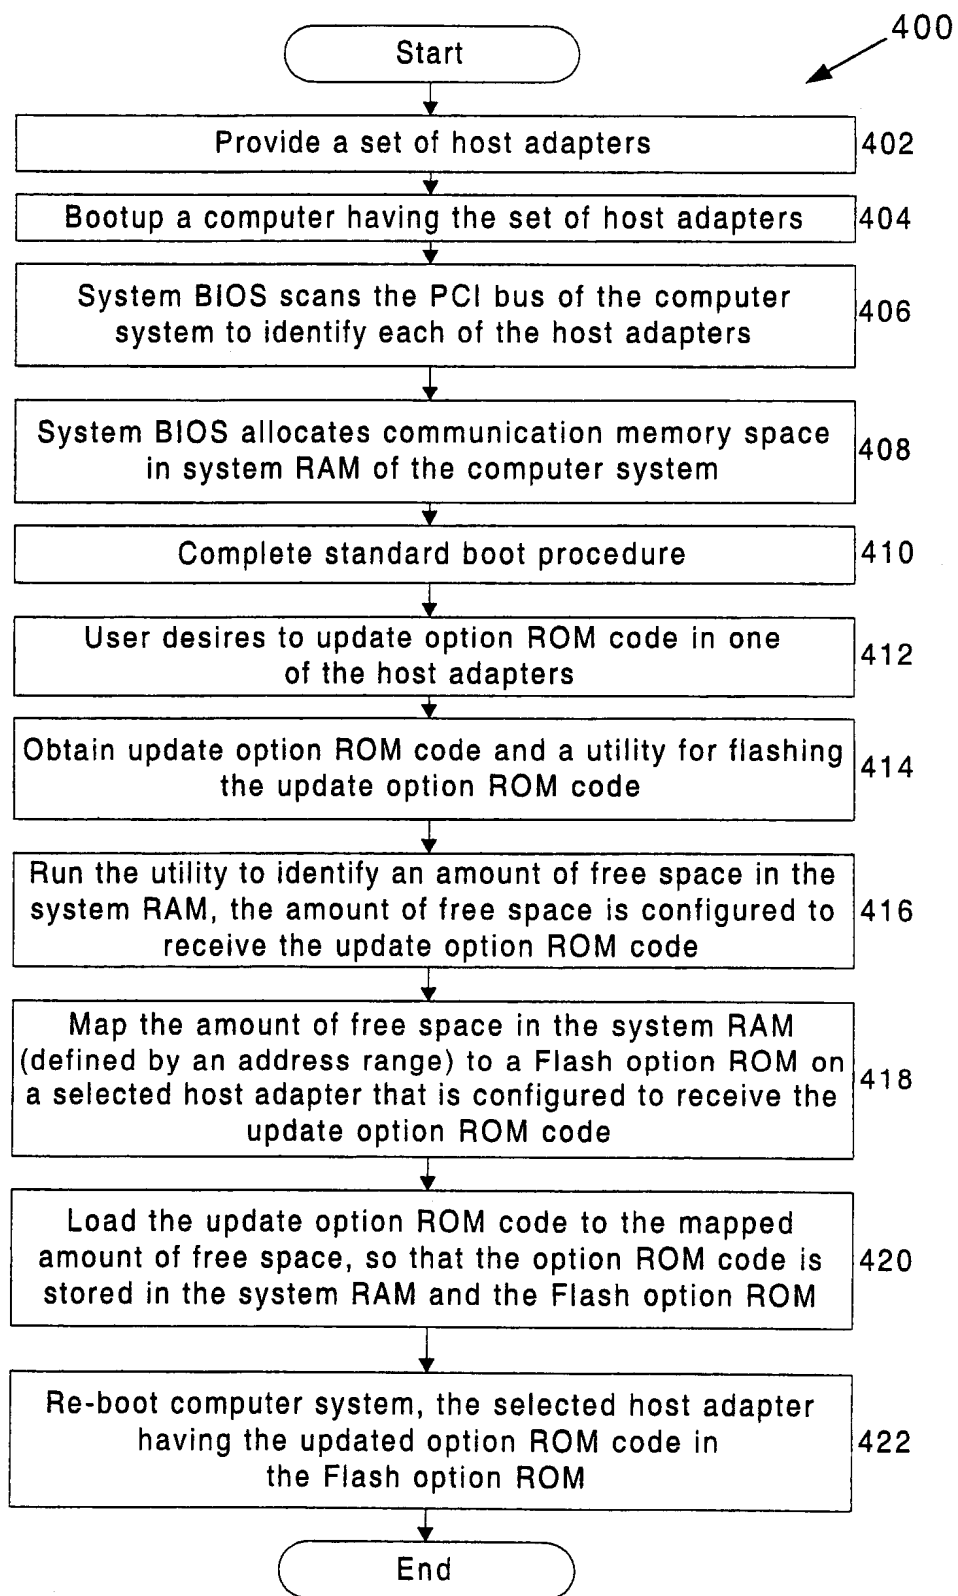 400
Start
Provide a set of host adapters
402
Bootup a computer having the set of host adapters
404
System BIOS scans the PCI bus of the computer
system to identify each of the host adapters
406
System BIOS allocates communication memory space
in system RAM of the computer system
408
Complete standard boot procedure
410
User desires to update option ROM code in one
of the host adapters
412
Obtain update option ROM code and a utility for flashing
the update option ROM code
414
Run the utility to identify an amount of free space in the
system RAM, the amount of free space is configured to
receive the update option ROM code
416
Map the amount of free space in the system RAM
(defined by an address range) to a Flash option ROM on
a selected host adapter that is configured to receive the
update option ROM code
418
Load the update option ROM code to the mapped
amount of free space, so that the option ROM code is
stored in the system RAM and the Flash option ROM
420
Re-boot computer system, the selected host adapter
having the updated option ROM code in
the Flash option ROM
422
End